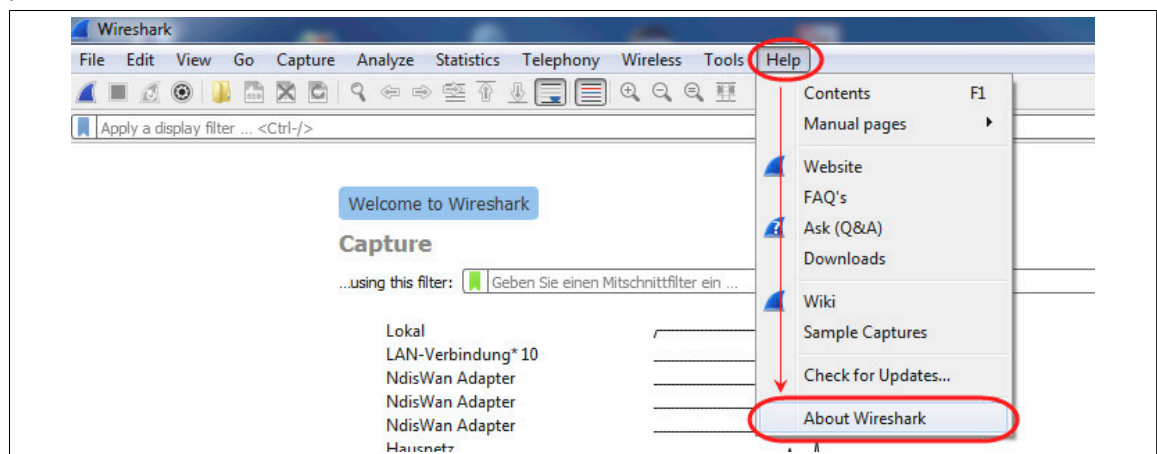 Wireshark
File Edit View Go Capture Analyze Statistics Telephony Wireless Tools Help
Apply a display filter ... <Ctrl-/>
Contents F1
Manual pages
Website
FAQ's
Ask (Q&A)
Downloads
Wiki
Sample Captures
Check for Updates...
About Wireshark
Welcome to Wireshark
Capture
...using this filter: Geben Sie einen Mitschnittfilter ein ...
Lokal
LAN-Verbindung* 10
NdisWan Adapter
NdisWan Adapter
NdisWan Adapter
Hausnetz